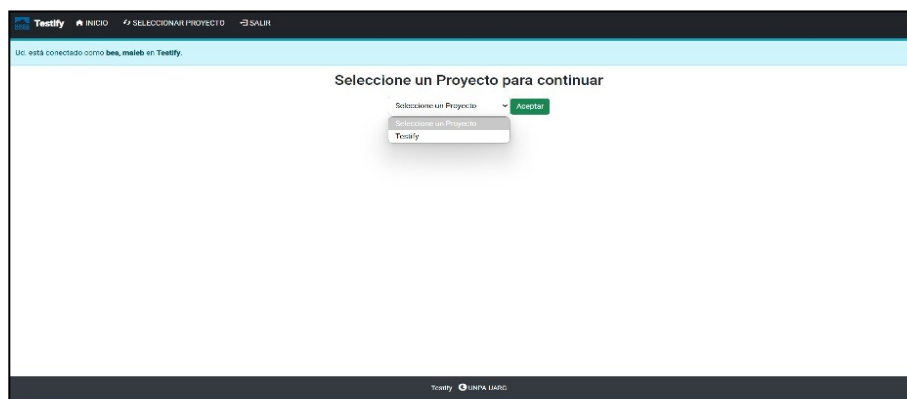 Testify INICIO SELECCIONAR PROYECTO SALIR
Ud. está conectado como bea, maleb en Testify.
Seleccione un Proyecto para continuar
Seleccione un Proyecto Aceptar
Seleccione un Proyecto
Testify
Testify UNPA UARG